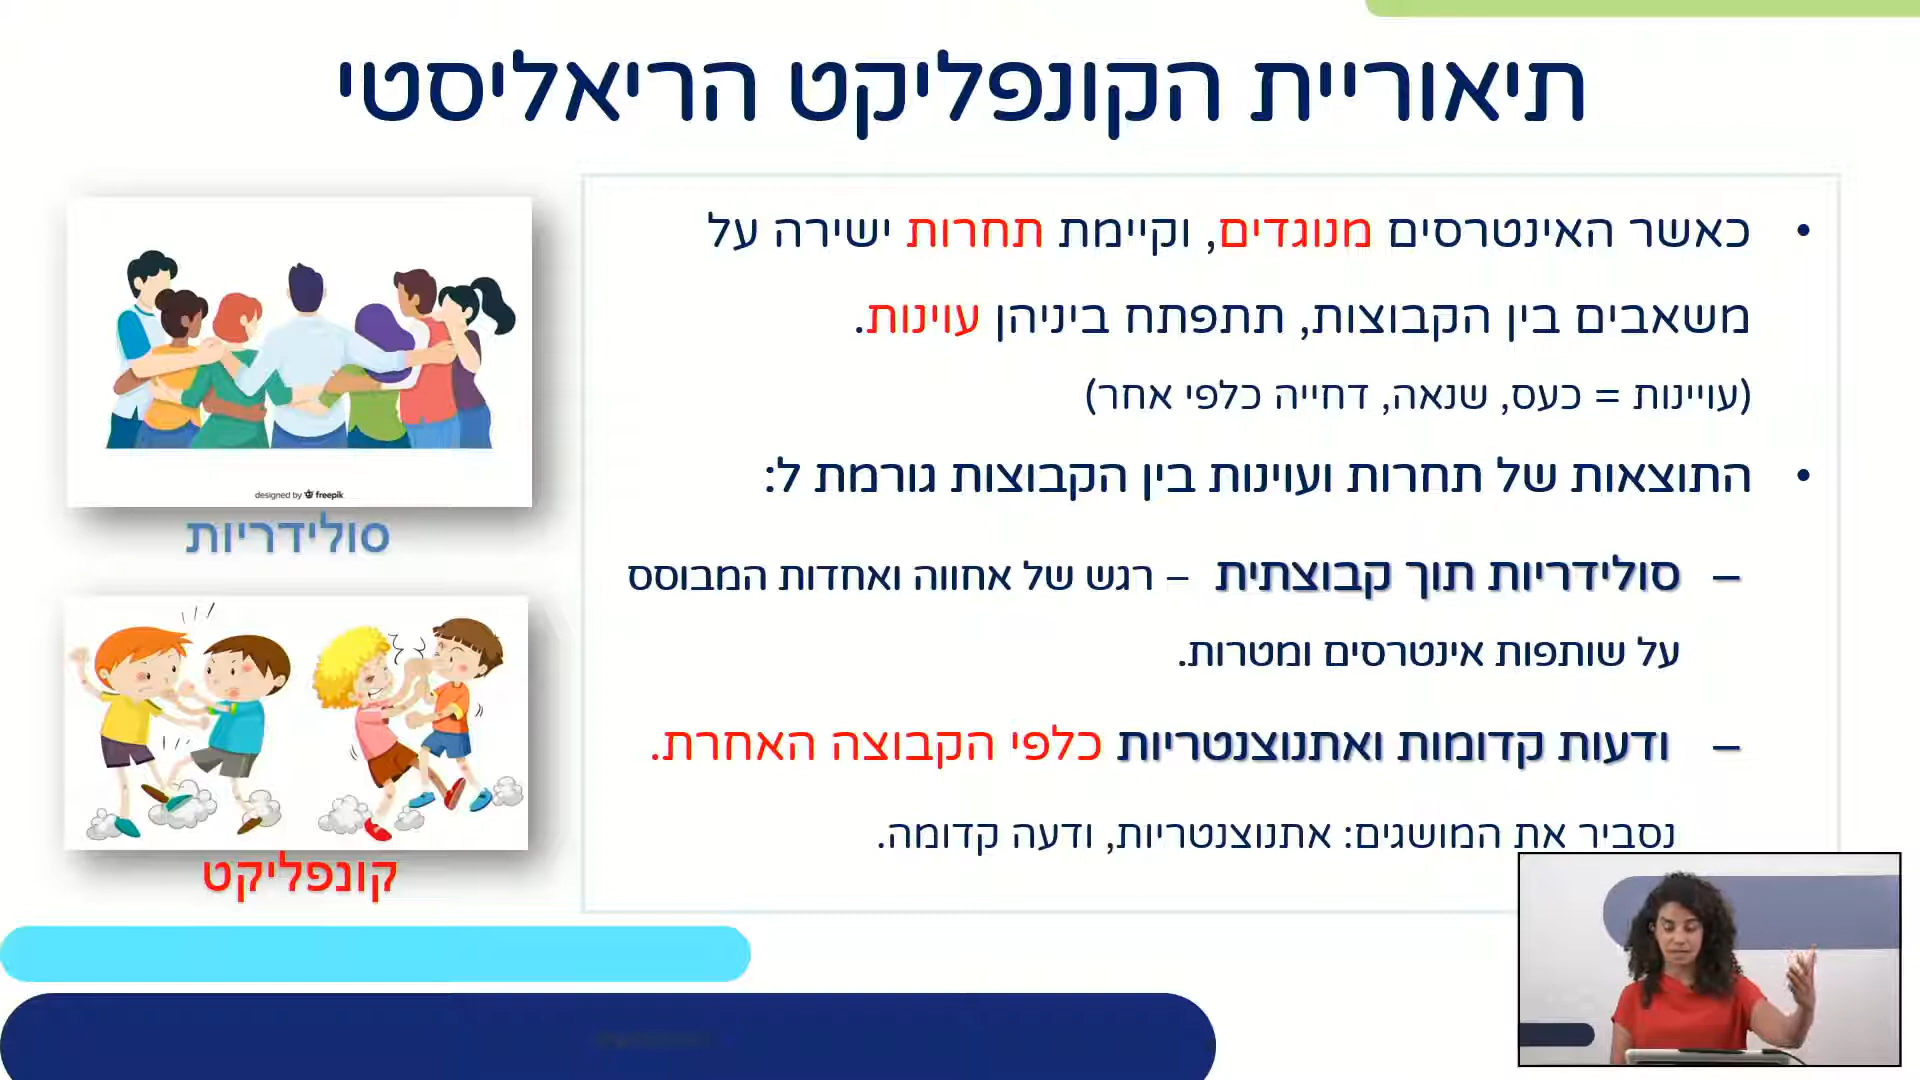 תיאוריית הקונפליקט הריאליסטי
• כאשר האינטרסים מנוגדים, וקיימת תחרות ישירה על
משאבים בין הקבוצות, תתפתח ביניהן עוינות.
(עויינות = כעס, שנאה, דחייה כלפי אחר)
• התוצאות של תחרות ועוינות בין הקבוצות גורמת ל:
– סולידריות תוך קבוצתית – רגש של אחווה ואחדות המבוסס
על שותפות אינטרסים ומטרות.
– ודעות קדומות ואתנוצנטריות כלפי הקבוצה האחרת.
נסביר את המושגים: אתנוצנטריות, ודעה קדומה.
designed by freepik
סולידריות
קונפליקט